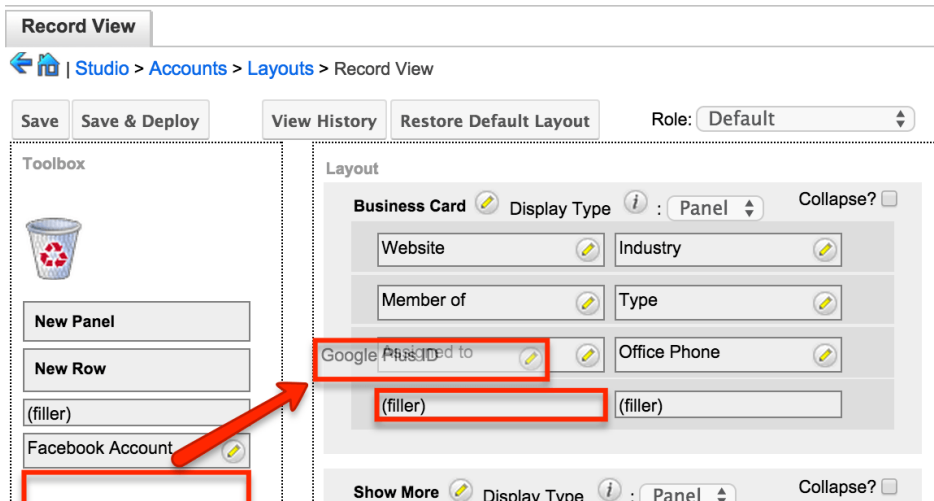 Record View
| Studio > Accounts > Layouts > Record View
Save Save & Deploy View History Restore Default Layout Role: Default
Toolbox
New Panel
New Row
(filler)
Facebook Account
Layout
Business Card Display Type i : Panel Collapse?
Website Industry
Member of Type
Google Plus ID Assigned to Office Phone
(filler) (filler)
Show More Display Type i : Panel Collapse?